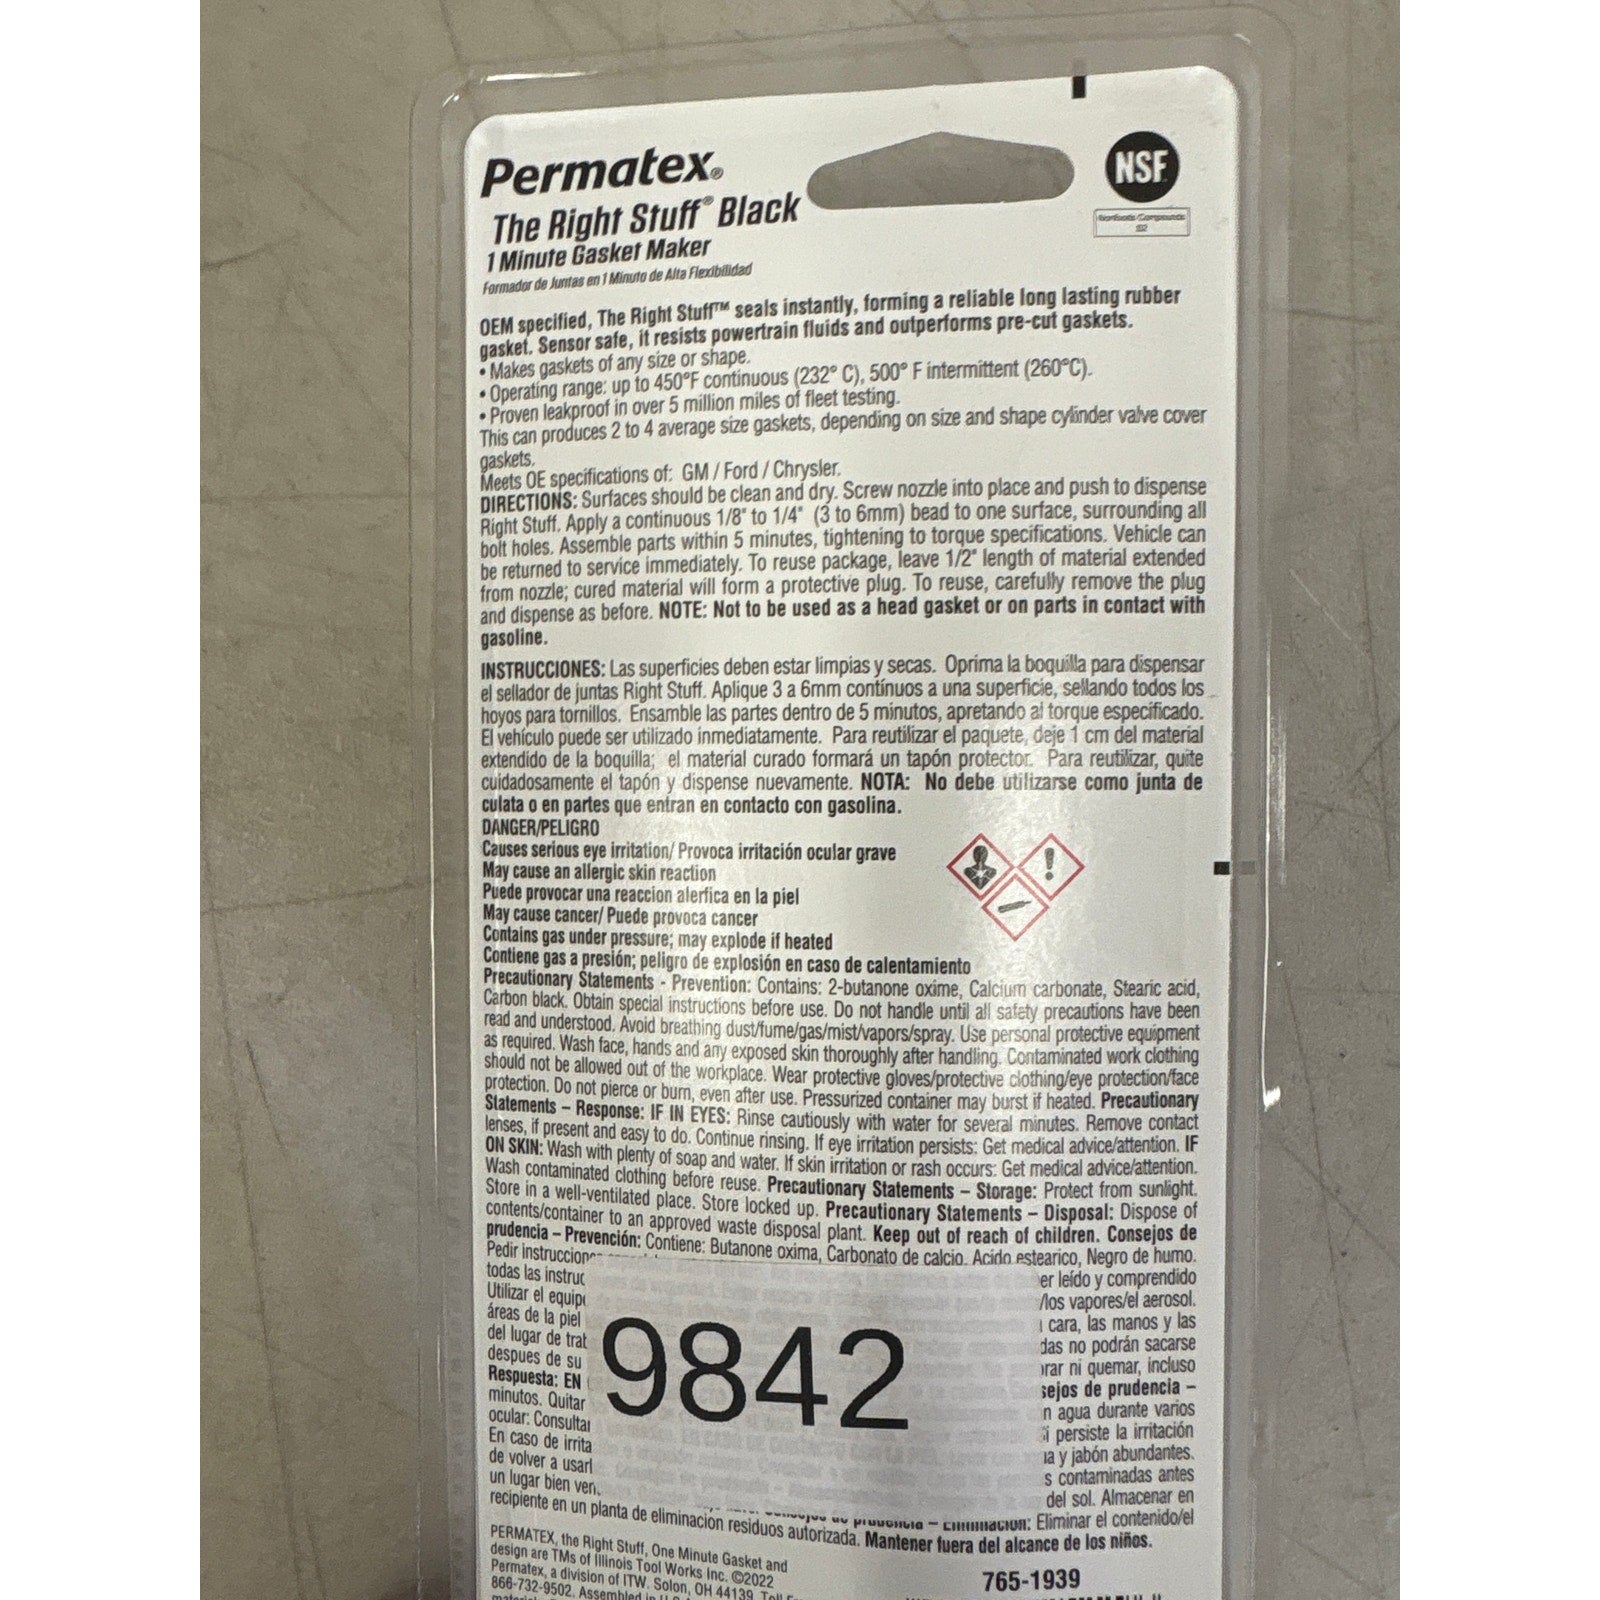 Permatex®
NSF
The Right Stuff® Black
Nonfood Compounds
1 Minute Gasket Maker
Formador de Juntas en 1 Minuto de Alta Flexibilidad
OEM specified, The Right Stuff™ seals instantly, forming a reliable long lasting rubber
gasket. Sensor safe, it resists powertrain fluids and outperforms pre-cut gaskets.
• Makes gaskets of any size or shape.
• Operating range: up to 450°F continuous (232° C), 500° F intermittent (260°C).
• Proven leakproof in over 5 million miles of fleet testing.
This can produces 2 to 4 average size gaskets, depending on size and shape cylinder valve cover
gaskets.
Meets OE specifications of: GM / Ford / Chrysler.
DIRECTIONS: Surfaces should be clean and dry. Screw nozzle into place and push to dispense
Right Stuff. Apply a continuous 1/8" to 1/4" (3 to 6mm) bead to one surface, surrounding all
bolt holes. Assemble parts within 5 minutes, tightening to torque specifications. Vehicle can
be returned to service immediately. To reuse package, leave 1/2" length of material extended
from nozzle; cured material will form a protective plug. To reuse, carefully remove the plug
and dispense as before. NOTE: Not to be used as a head gasket or on parts in contact with
gasoline.
INSTRUCCIONES: Las superficies deben estar limpias y secas. Oprima la boquilla para dispensar
el sellador de juntas Right Stuff. Aplique 3 a 6mm contínuos a una superficie, sellando todos los
hoyos para tornillos. Ensamble las partes dentro de 5 minutos, apretando al torque especificado.
El vehículo puede ser utilizado inmediatamente. Para reutilizar el paquete, deje 1 cm del material
extendido de la boquilla; el material curado formará un tapón protector. Para reutilizar, quite
cuidadosamente el tapón y dispense nuevamente. NOTA: No debe utilizarse como junta de
culata o en partes que entran en contacto con gasolina.
DANGER/PELIGRO
Causes serious eye irritation/ Provoca irritación ocular grave
May cause an allergic skin reaction
Puede provocar una reaccion alerfica en la piel
May cause cancer/ Puede provoca cancer
Contains gas under pressure; may explode if heated
Contiene gas a presión; peligro de explosión en caso de calentamiento
Precautionary Statements - Prevention: Contains: 2-butanone oxime, Calcium carbonate, Stearic acid,
Carbon black. Obtain special instructions before use. Do not handle until all safety precautions have been
read and understood. Avoid breathing dust/fume/gas/mist/vapors/spray. Use personal protective equipment
as required. Wash face, hands and any exposed skin thoroughly after handling. Contaminated work clothing
should not be allowed out of the workplace. Wear protective gloves/protective clothing/eye protection/face
protection. Do not pierce or burn, even after use. Pressurized container may burst if heated. Precautionary
Statements – Response: IF IN EYES: Rinse cautiously with water for several minutes. Remove contact
lenses, if present and easy to do. Continue rinsing. If eye irritation persists: Get medical advice/attention. IF
ON SKIN: Wash with plenty of soap and water. If skin irritation or rash occurs: Get medical advice/attention.
Wash contaminated clothing before reuse. Precautionary Statements – Storage: Protect from sunlight.
Store in a well-ventilated place. Store locked up. Precautionary Statements – Disposal: Dispose of
contents/container to an approved waste disposal plant. Keep out of reach of children. Consejos de
prudencia – Prevención: Contiene: Butanone oxima, Carbonato de calcio. Acido estearico, Negro de humo.
Pedir
todas las er leído y comprendido
Utilizar el /los vapores/el aerosol.
áreas de la piel cara, las manos y las
del lugar de das no podrán sacarse
despues de su ni quemar, incluso
Respuesta: EN de prudencia –
minutos. Quitar n agua durante varios
ocular: persiste la irritación
En caso de y jabón abundantes.
de volver a s contaminadas antes
un lugar bien del sol. Almacenar en
9842
de prudencia – Eliminación: Eliminar el contenido/el
recipiente en un planta de eliminacion residuos autorizada. Mantener fuera del alcance de los niños.
PERMATEX, the Right Stuff, One Minute Gasket and
design are TMs of Illinois Tool Works Inc. ©2022
Permatex, a division of ITW. Solon, OH 44139
866-732-9502. Assembled in
765-1939